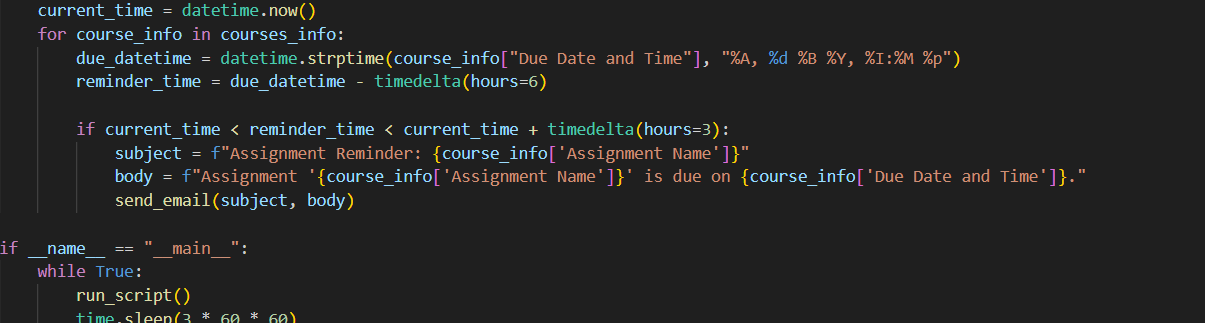 current_time = datetime.now()
for course_info in courses_info:
due_datetime = datetime.strptime(course_info["Due Date and Time"], "%A, %d %B %Y, %I:%M %p")
reminder_time = due_datetime - timedelta(hours=6)
if current_time < reminder_time < current_time + timedelta(hours=3):
subject = f"Assignment Reminder: {course_info['Assignment Name']}"
body = f"Assignment '{course_info['Assignment Name']}' is due on {course_info['Due Date and Time']}."
send_email(subject, body)
if __name__ == "__main__":
while True:
run_script()
time.sleep(3 * 60 * 60)